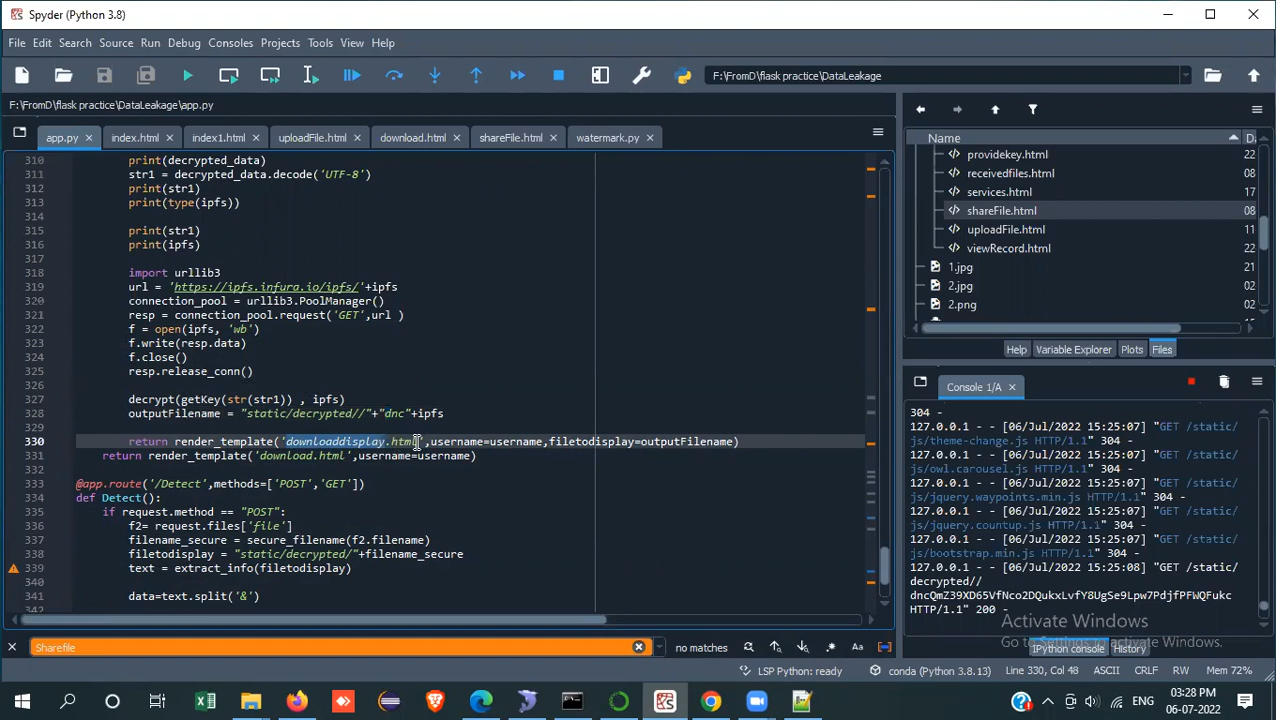 Spyder (Python 3.8)
File Edit Search Source Run Debug Consoles Projects Tools View Help
F:\FromD\flask practice\DataLeakage
F:\FromD\flask practice\DataLeakage\app.py
app.py index.html index1.html uploadFile.html download.html shareFile.html watermark.py
310 print(decrypted_data)
311 str1 = decrypted_data.decode('UTF-8')
312 print(str1)
313 print(type(ipfs))
314
315 print(str1)
316 print(ipfs)
317
318 import urllib3
319 url = 'https://ipfs.infura.io/ipfs/'+ipfs
320 connection_pool = urllib3.PoolManager()
321 resp = connection_pool.request('GET',url )
322 f = open(ipfs, 'wb')
323 f.write(resp.data)
324 f.close()
325 resp.release_conn()
326
327 decrypt(getKey(str(str1)) , ipfs)
328 outputFilename = "static/decrypted//"+"dnc"+ipfs
329
330 return render_template('downloaddisplay.html',username=username,filetodisplay=outputFilename)
331 return render_template('download.html',username=username)
332
333 @app.route('/Detect',methods=['POST','GET'])
334 def Detect():
335 if request.method == "POST":
336 f2= request.files['file']
337 filename_secure = secure_filename(f2.filename)
338 filetodisplay = "static/decrypted/"+filename_secure
339 text = extract_info(filetodisplay)
340
341 data=text.split('&')
342
Name
providekey.html 22
receivedfiles.html 08
services.html 17
shareFile.html 08
uploadFile.html 11
viewRecord.html 22
1.jpg 21
2.jpg 02
2.png 02
Help Variable Explorer Plots Files
Console 1/A
304 -
127.0.0.1 - - [06/Jul/2022 15:25:07] "GET /static/
js/theme-change.js HTTP/1.1" 304 -
127.0.0.1 - - [06/Jul/2022 15:25:07] "GET /static/
js/owl.carousel.js HTTP/1.1" 304 -
127.0.0.1 - - [06/Jul/2022 15:25:07] "GET /static/
js/jquery.waypoints.min.js HTTP/1.1" 304 -
127.0.0.1 - - [06/Jul/2022 15:25:07] "GET /static/
js/jquery.countup.js HTTP/1.1" 304 -
127.0.0.1 - - [06/Jul/2022 15:25:07] "GET /static/
js/bootstrap.min.js HTTP/1.1" 304 -
127.0.0.1 - - [06/Jul/2022 15:25:08] "GET /static/
decrypted//
dncQmZ39XD65VfNco2DQukxLvfY8UgSe9Lpw7PdjfPFWQFukc
HTTP/1.1" 200 -
Activate Windows
Go to Settings to activate Windows.
IPython console History
Sharefile
no matches
Aa
LSP Python: ready conda (Python 3.8.13) Line 330, Col 48 ASCII CRLF RW Mem 72%
ENG
03:28 PM
06-07-2022